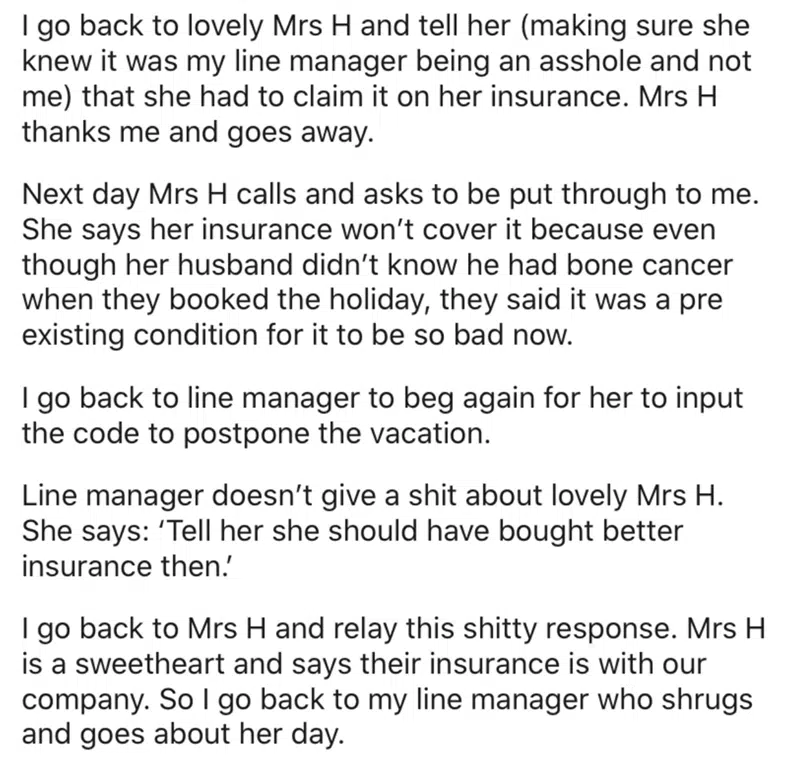 I go back to lovely Mrs H and tell her (making sure she
knew it was my line manager being an asshole and not
me) that she had to claim it on her insurance. Mrs H
thanks me and goes away.
Next day Mrs H calls and asks to be put through to me.
She says her insurance won’t cover it because even
though her husband didn’t know he had bone cancer
when they booked the holiday, they said it was a pre
existing condition for it to be so bad now.
I go back to line manager to beg again for her to input
the code to postpone the vacation.
Line manager doesn’t give a shit about lovely Mrs H.
She says: ‘Tell her she should have bought better
insurance then.’
I go back to Mrs H and relay this shitty response. Mrs H
is a sweetheart and says their insurance is with our
company. So I go back to my line manager who shrugs
and goes about her day.